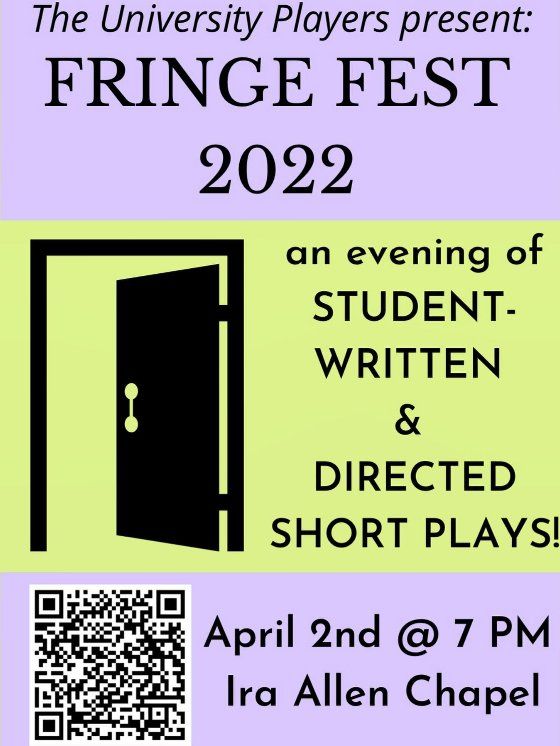 The University Players present:
FRINGE FEST
2022
an evening of
STUDENT-
WRITTEN
&
DIRECTED
SHORT PLAYS!
April 2nd @ 7 PM
Ira Allen Chapel